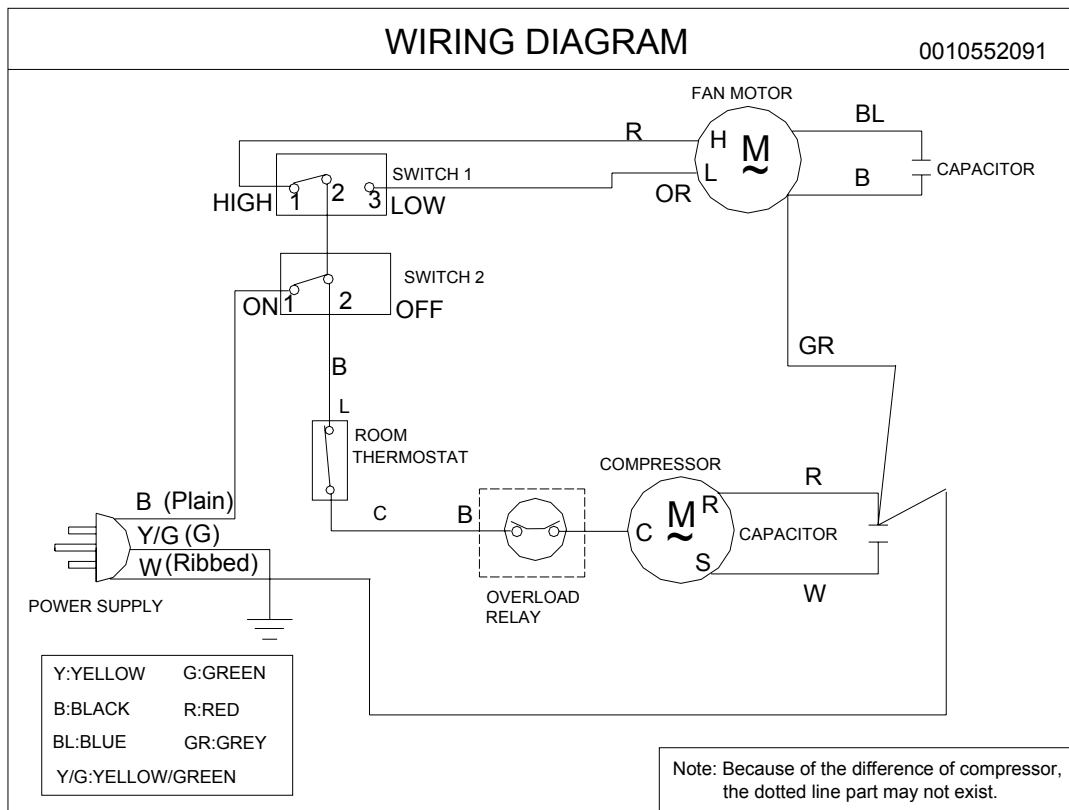 WIRING DIAGRAM
0010552091
FAN MOTOR
R
H
M
~
L
OR
BL
B
CAPACITOR
SWITCH 1
HIGH
1
2
3
LOW
SWITCH 2
ON
1
2
OFF
GR
B
L
ROOM
THERMOSTAT
COMPRESSOR
C
B
C
M
~
R
S
R
CAPACITOR
W
OVERLOAD
RELAY
B (Plain)
Y/G (G)
W (Ribbed)
POWER SUPPLY
Y:YELLOW G:GREEN
B:BLACK R:RED
BL:BLUE GR:GREY
Y/G:YELLOW/GREEN
Note: Because of the difference of compressor,
the dotted line part may not exist.